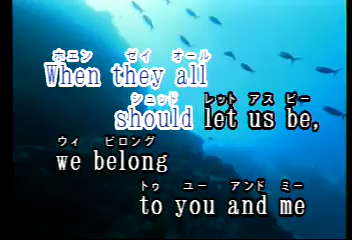 ホエン ゼイ オール
When they all
シュッド レット アス ビー
should let us be,
ウィ ビロング
we belong
トゥ ユー アンド ミー
to you and me